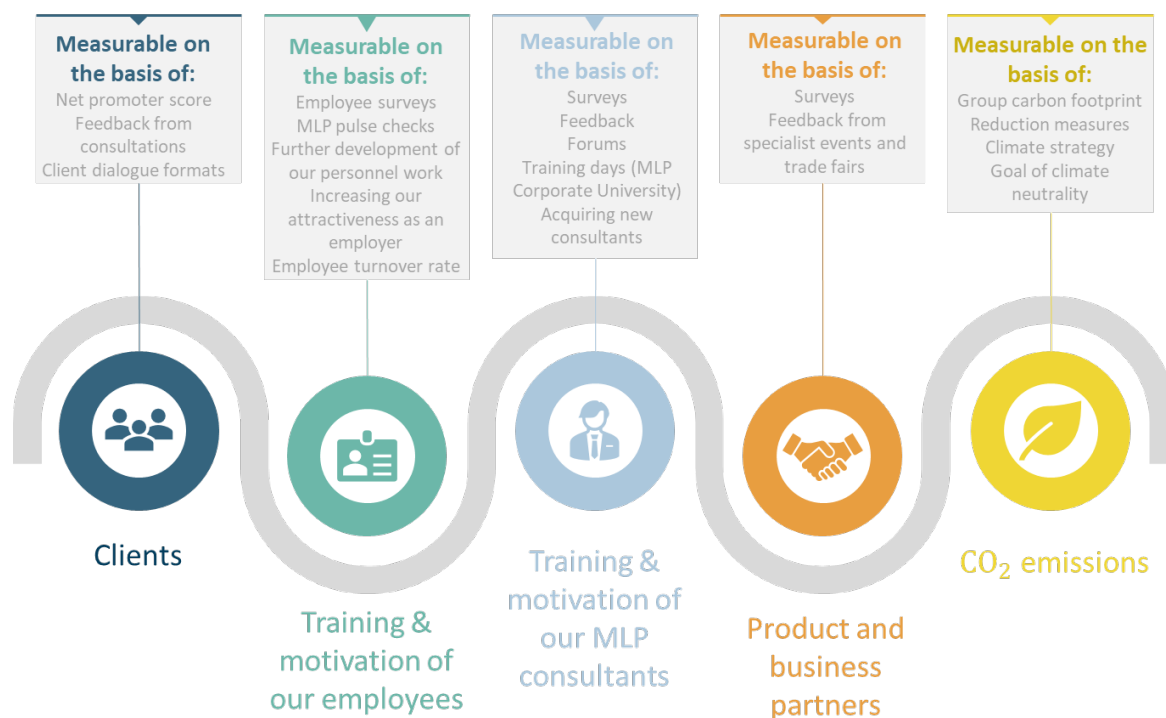 Measurable on
the basis of:
Net promoter score
Feedback from
consultations
Client dialogue formats
Measurable on
the basis of:
Employee surveys
MLP pulse checks
Further development of
our personnel work
Increasing our
attractiveness as an
employer
Employee turnover rate
Measurable on
the basis of:
Surveys
Feedback
Forums
Training days (MLP
Corporate University)
Acquiring new
consultants
Measurable on
the basis of:
Surveys
Feedback from
specialist events and
trade fairs
Measurable on the
basis of:
Group carbon footprint
Reduction measures
Climate strategy
Goal of climate
neutrality
Clients
Training &
motivation of
our employees
Training &
motivation of
our MLP
consultants
Product and
business
partners
CO₂ emissions